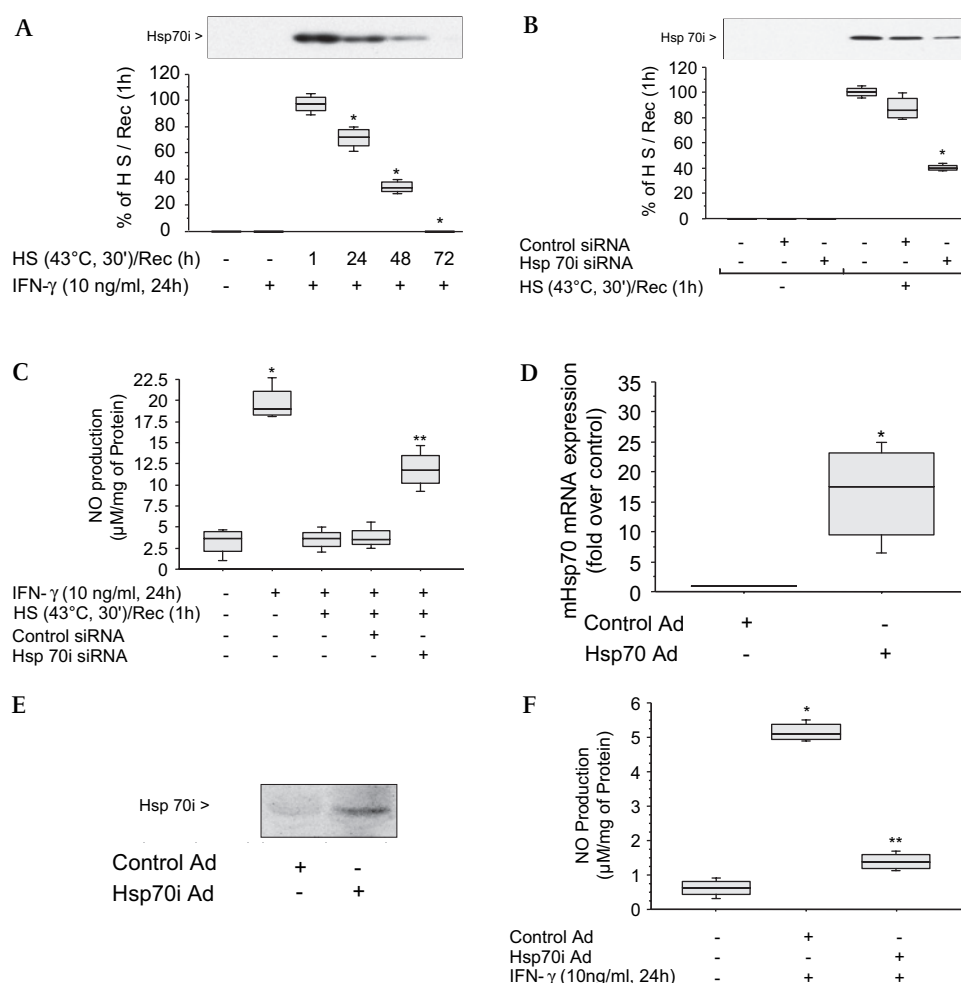 A
Hsp70i >
% of H S / Rec (1h)
120
100
80
60
40
20
0
*
*
*
HS (43°C, 30')/Rec (h) - - 1 24 48 72
IFN-γ (10 ng/ml, 24h) - + + + + +
B
Hsp 70i >
% of H S / Rec (1h)
120
100
80
60
40
20
0
*
Control siRNA - + - - + -
Hsp 70i siRNA - - + - - +
HS (43°C, 30')/Rec (1h) - +
C
NO production
(μM/mg of Protein)
22.5
20
17.5
15
12.5
10
7.5
5
2.5
0
*
**
IFN- γ (10 ng/ml, 24h) - + + + +
HS (43°C, 30')/Rec (1h) - - + + +
Control siRNA - - - + -
Hsp 70i siRNA - - - - +
D
mHsp70 mRNA expression
(fold over control)
35
30
25
20
15
10
5
0
*
Control Ad + -
Hsp70 Ad - +
E
Hsp 70i >
Control Ad + -
Hsp70i Ad - +
F
NO Production
(μM/mg of Protein)
6
5
4
3
2
1
0
*
**
Control Ad - + -
Hsp70i Ad - - +
IFN- γ (10ng/ml, 24h) - + +